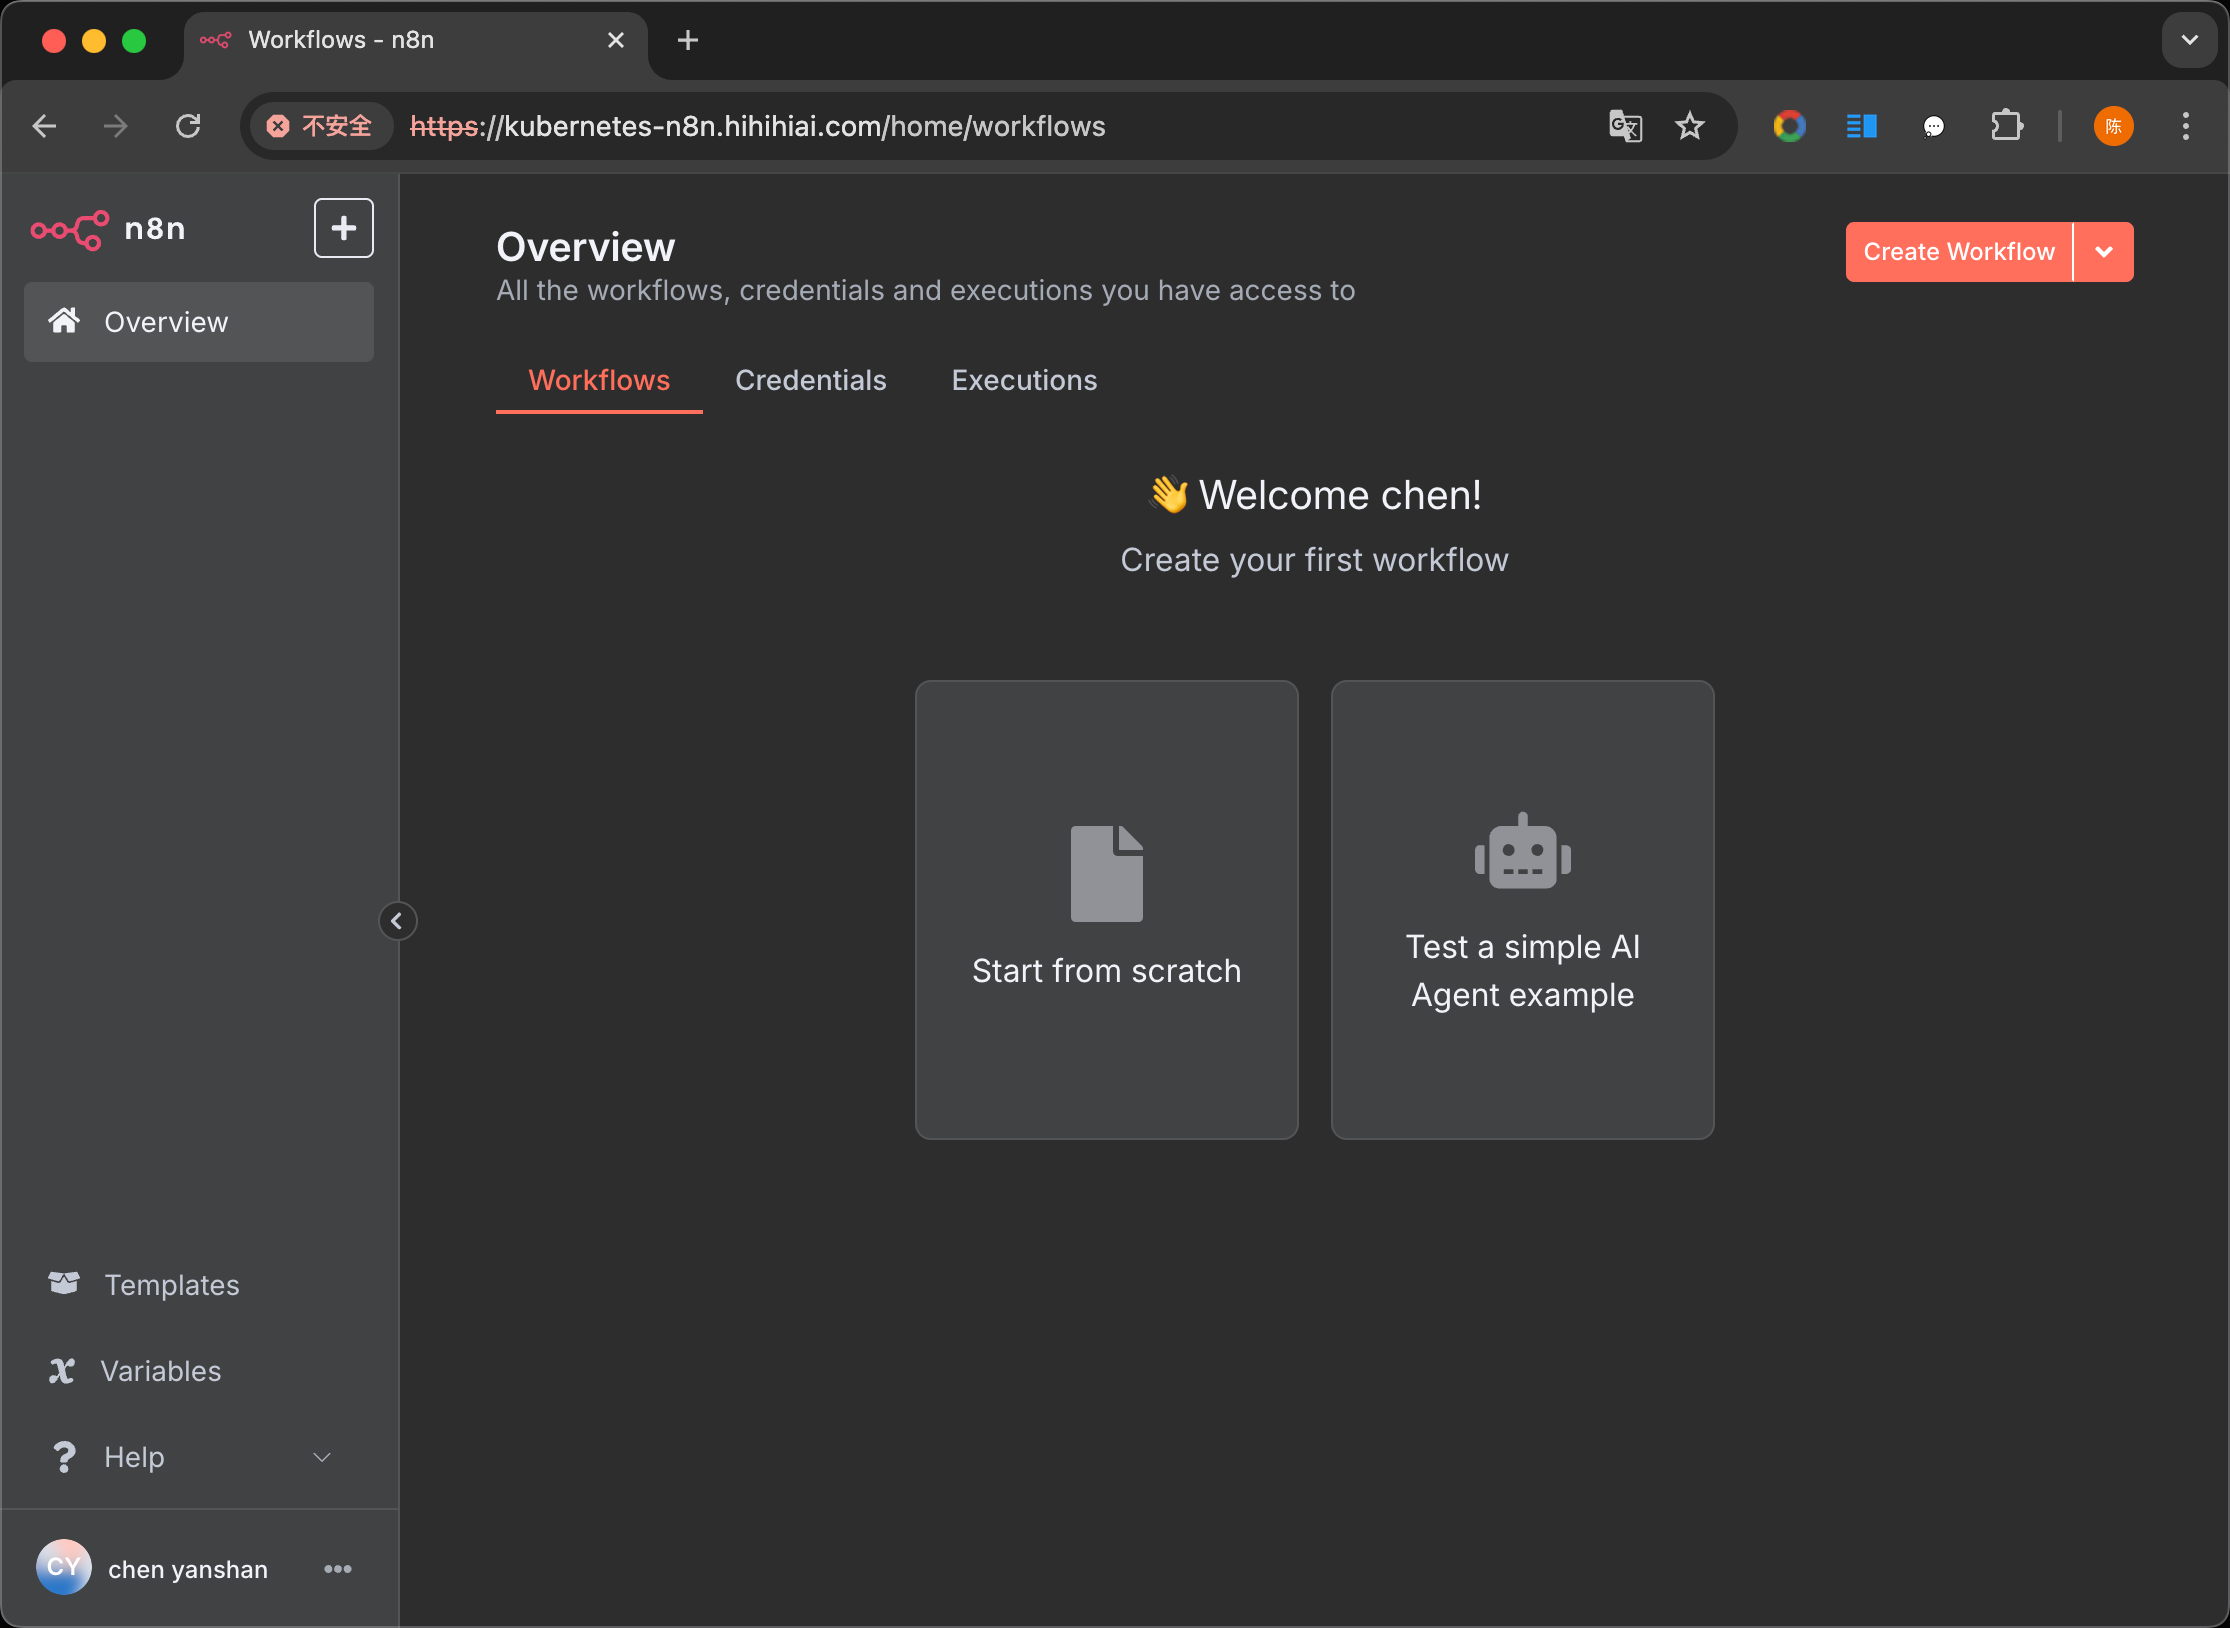 Workflows - n8n
不安全
https://kubernetes-n8n.hihihiai.com/home/workflows
陈
n8n
Overview
Overview
All the workflows, credentials and executions you have access to
Create Workflow
Workflows
Credentials
Executions
👋 Welcome chen!
Create your first workflow
Start from scratch
Test a simple AI
Agent example
Templates
Variables
Help
CY
chen yanshan